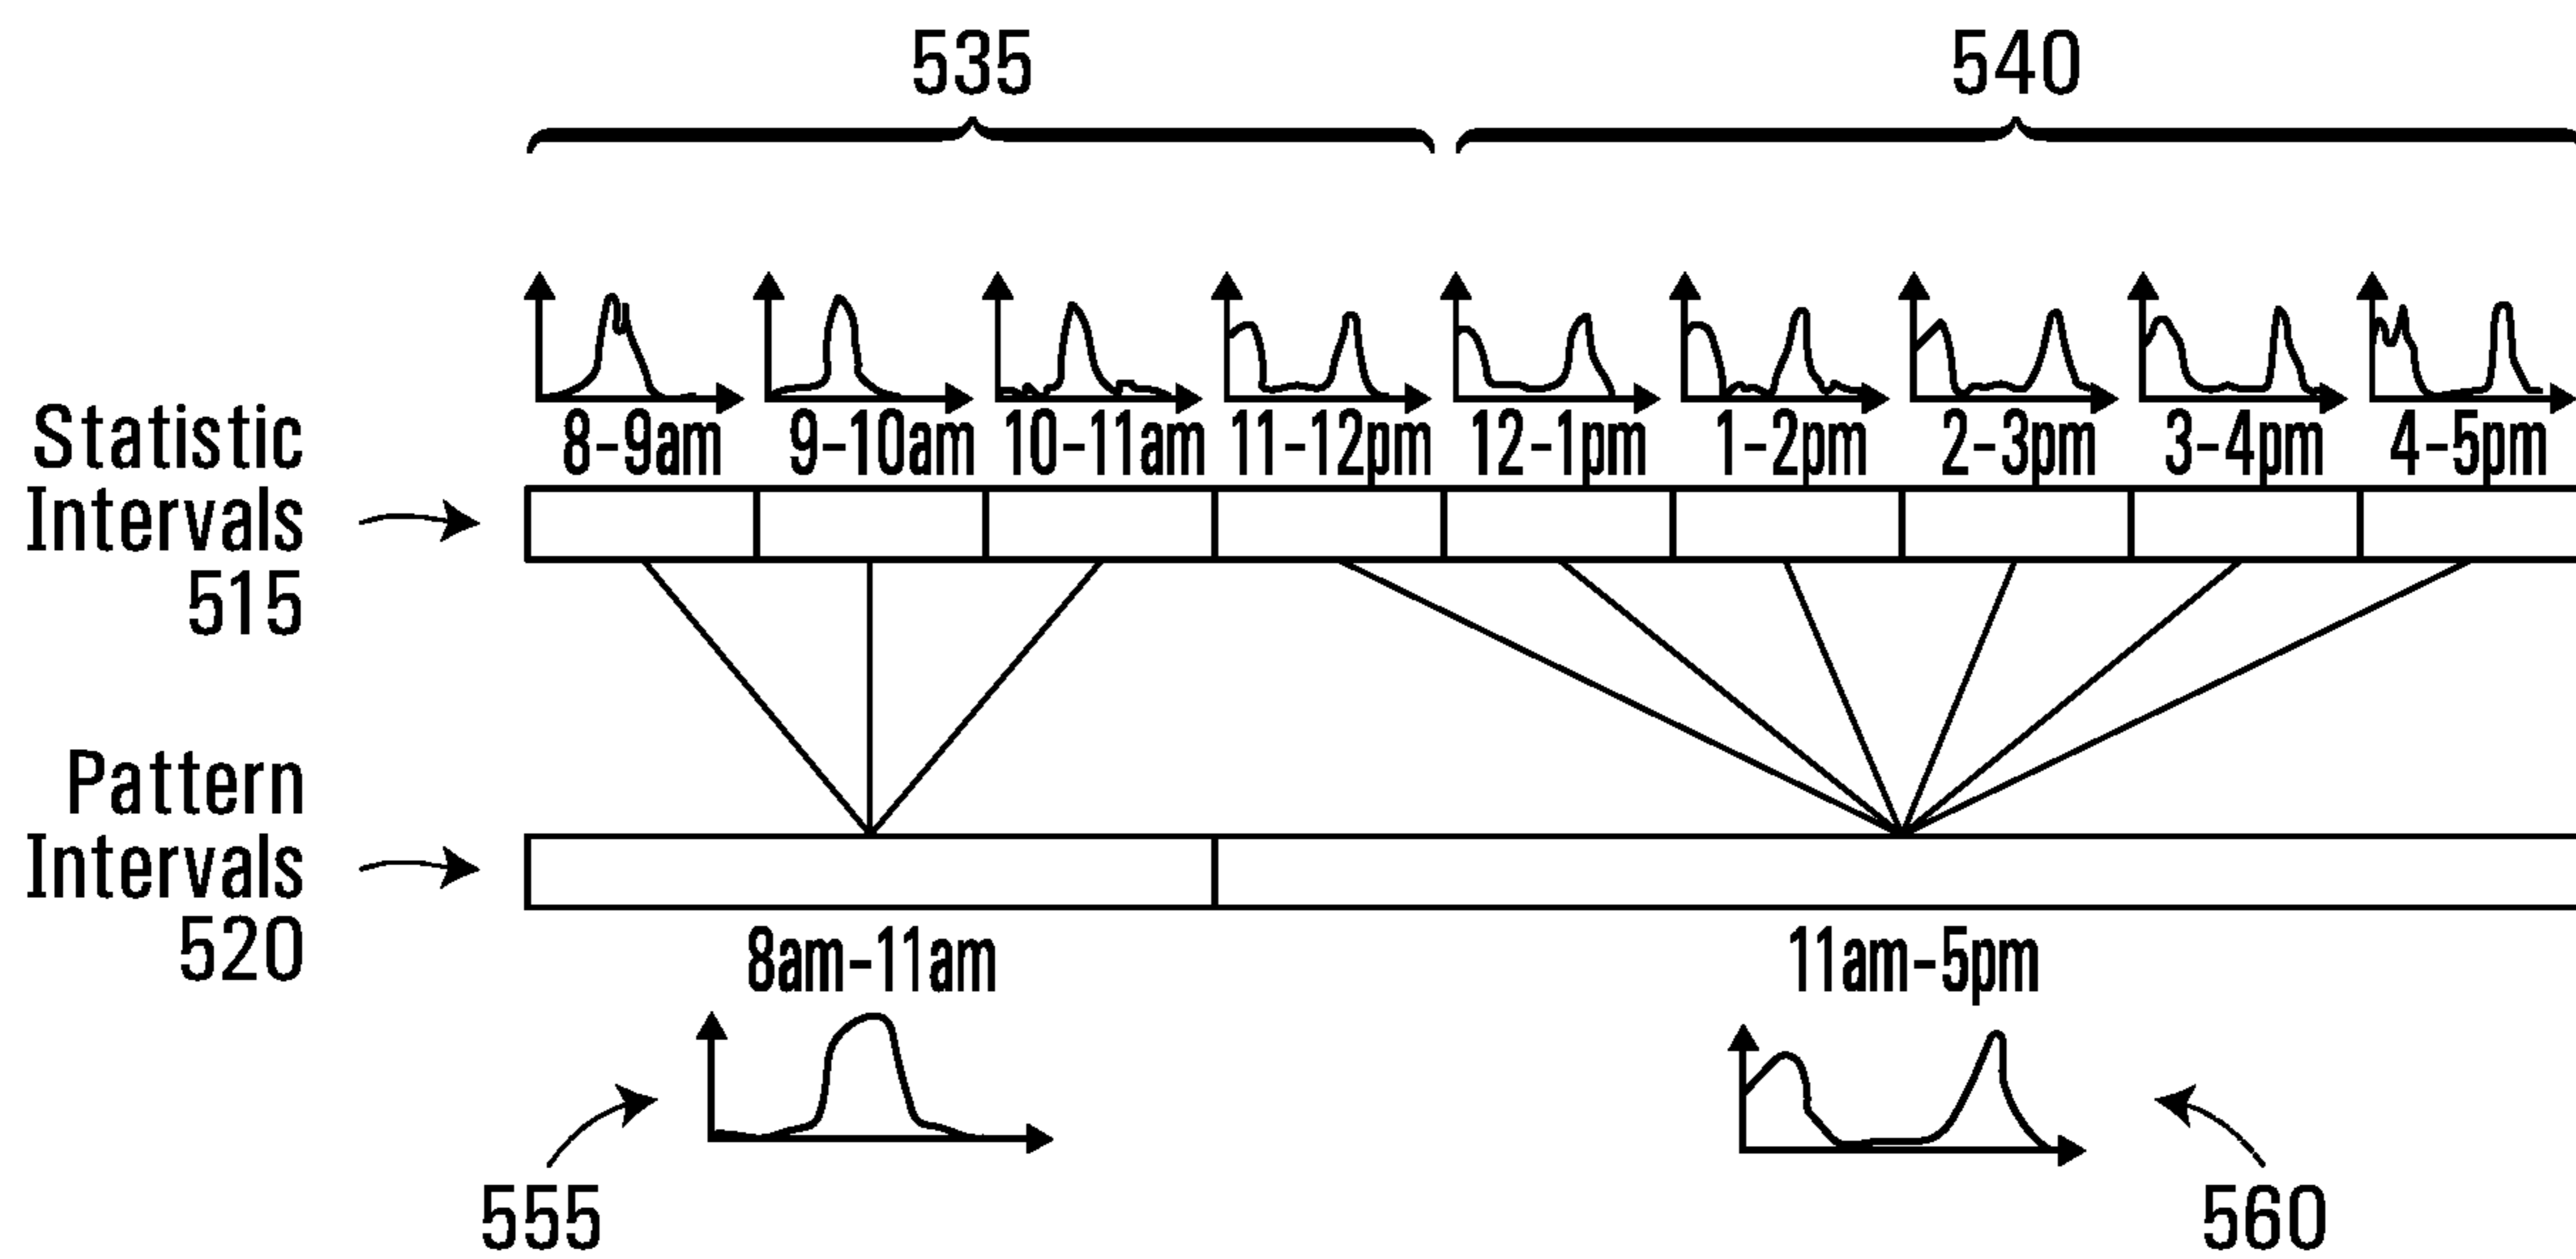 535
540
8-9am
9-10am
10-11am
11-12pm
12-1pm
1-2pm
2-3pm
3-4pm
4-5pm
Statistic
Intervals
515
Pattern
Intervals
520
8am-11am
11am-5pm
555
560